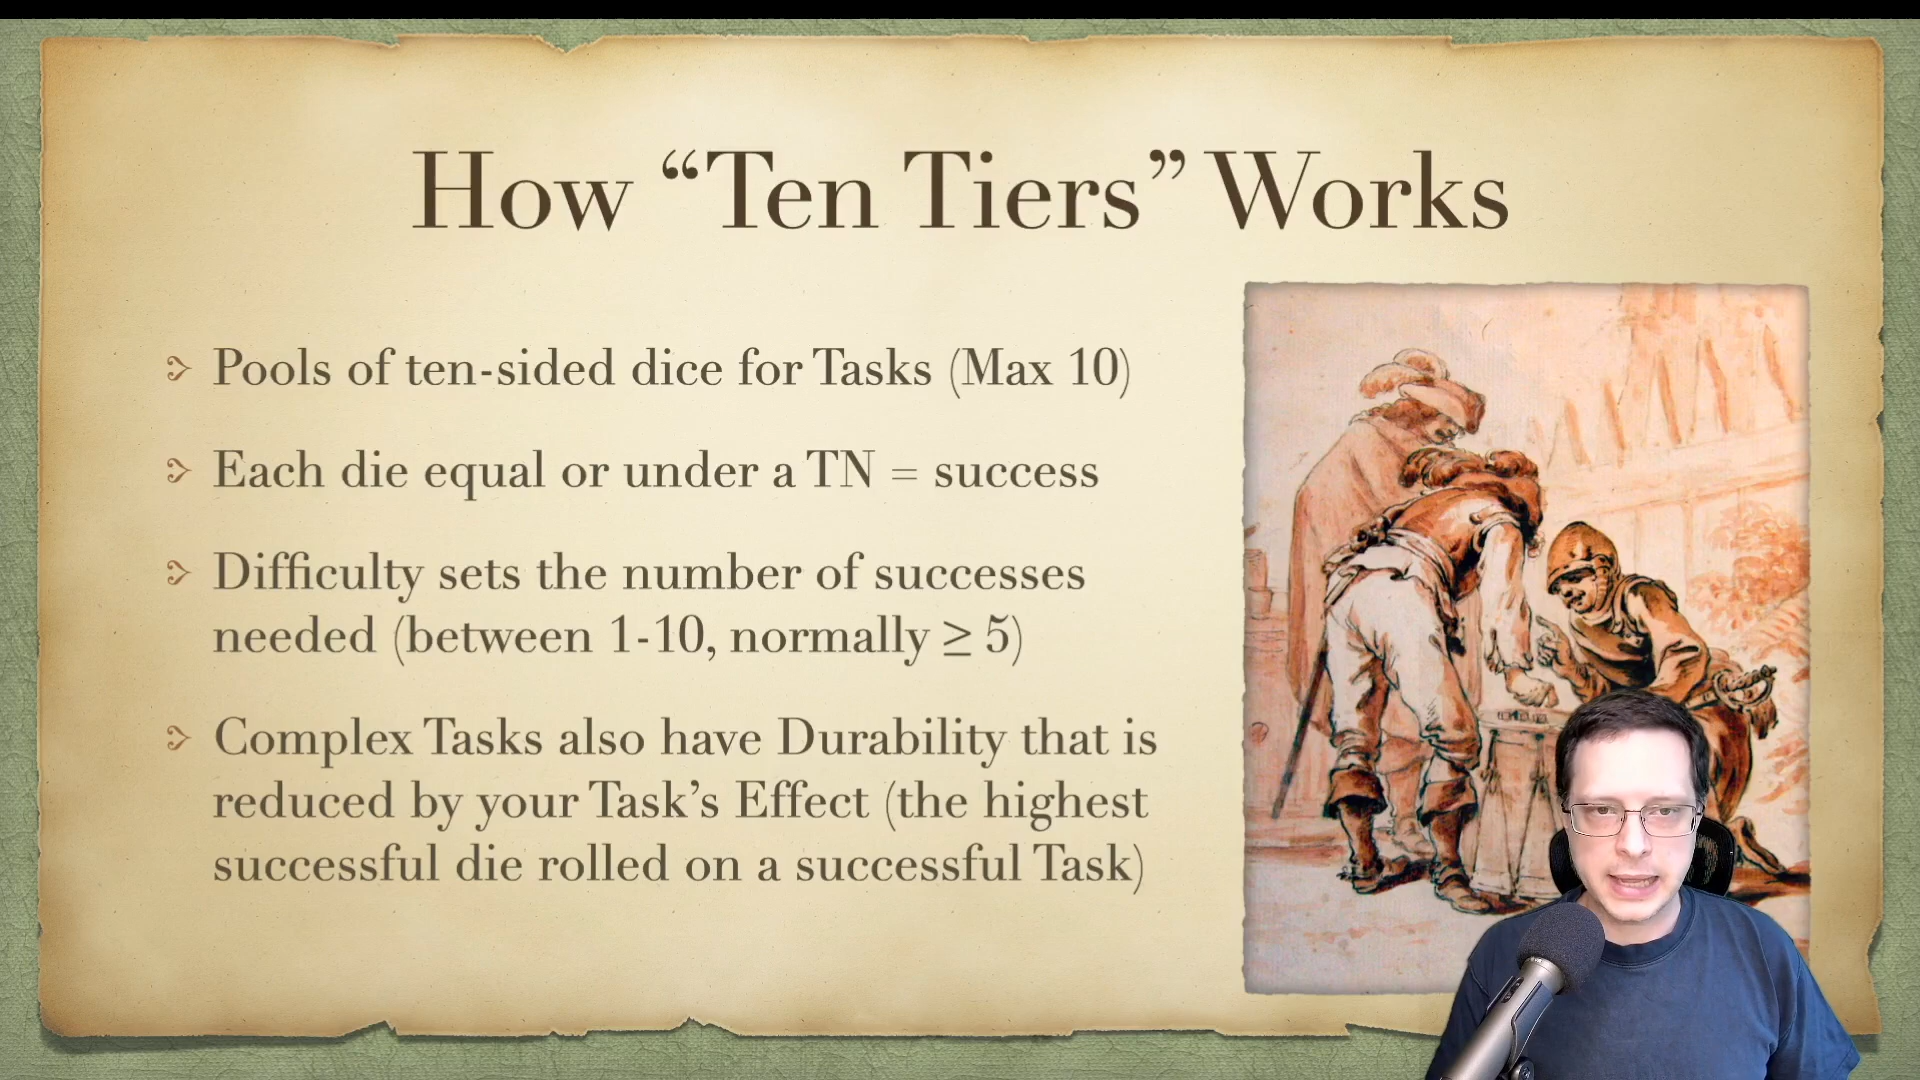 How “Ten Tiers” Works
Pools of ten-sided dice for Tasks (Max 10)
Each die equal or under a TN = success
Difficulty sets the number of successes
needed (between 1-10, normally ≥ 5)
Complex Tasks also have Durability that is
reduced by your Task’s Effect (the highest
successful die rolled on a successful Task)